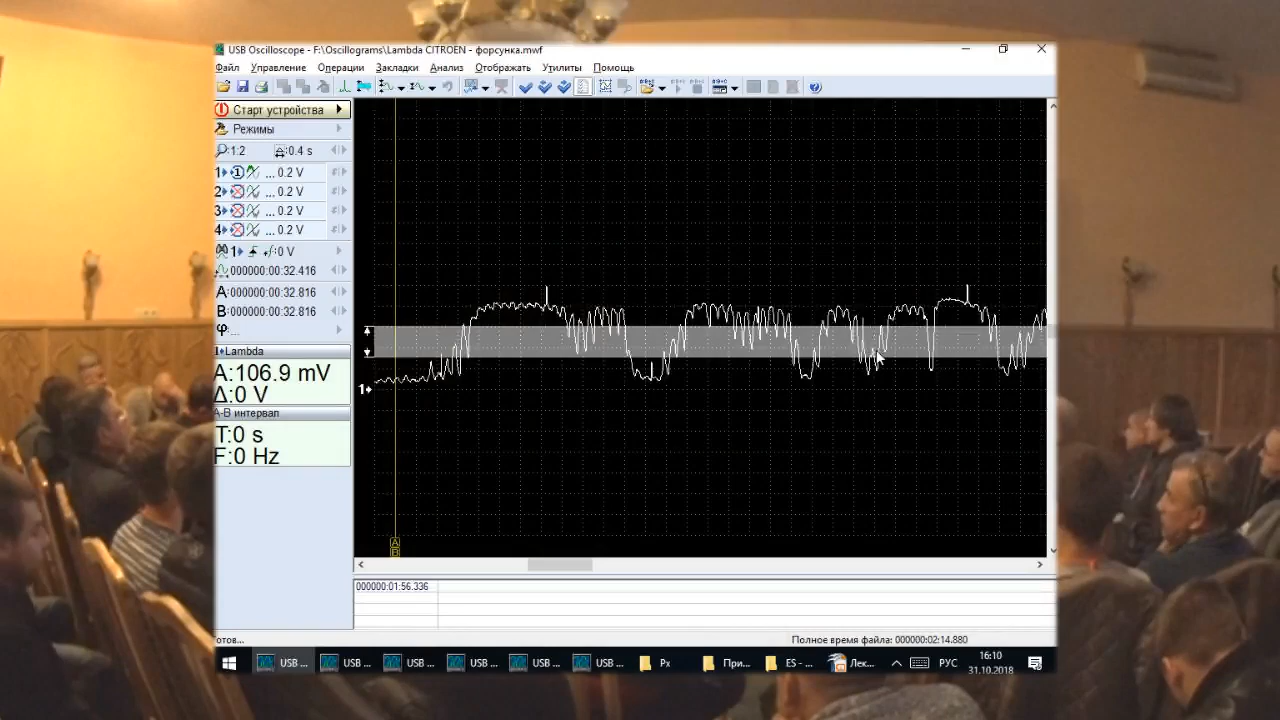 USB Oscilloscope - F:\Oscillograms\Lambda CITROEN - форсунка.mwf
Файл Управление Операции Закладки Анализ Отображать Утилиты Помощь
Старт устройства
Режимы
1:2 0.4 s
1 1 ... 0.2 V
2 ... 0.2 V
3 ... 0.2 V
4 ... 0.2 V
1 0 V
000000:00:32.416
A:000000:00:32.816
B:000000:00:32.816
φ:...
1 Lambda
A:106.9 mV
Δ:0 V
A-B интервал
T:0 s
F:0 Hz
1
A
B
000000:01:56.336
отов... Полное время файла: 000000:02:14.880
USB ... USB ... USB ... USB ... USB ... USB ... Px При... ES - ... Лек... РУС 16:10
31.10.2018